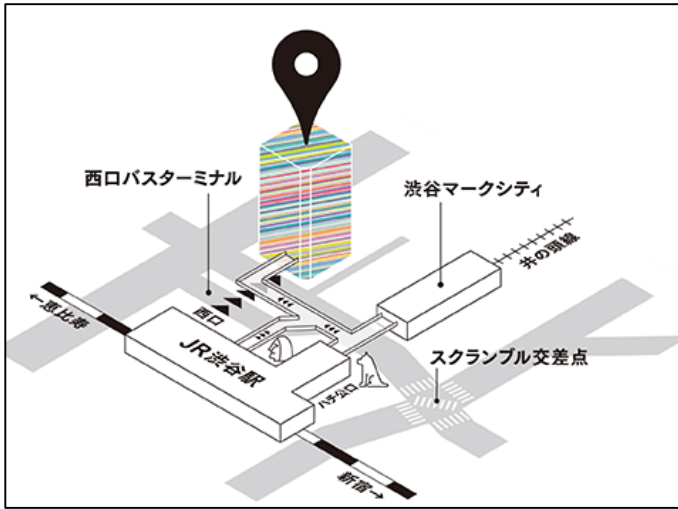 西口バスターミナル
渋谷マークシティ
井の頭線
←恵比寿
西口
JR渋谷駅
ハチ公口
スクランブル交差点
新宿→